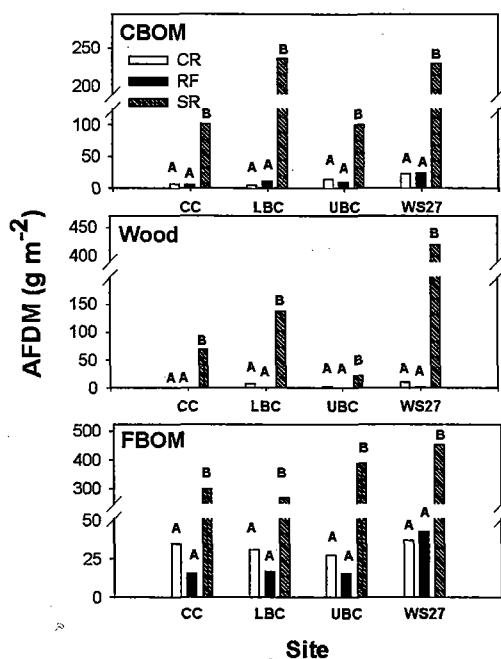 CBOM
CR
RF
SR
250
200
100
50
0
A A B
A A B
A A B
A A B
CC LBC UBC WS27
Wood
450
400
150
100
50
0
A A B
A A B
A A B
A A B
CC LBC UBC WS27
FBOM
500
400
300
50
25
0
A A B
A A B
A A B
A A B
CC LBC UBC WS27
AFDM (g m⁻²)
Site